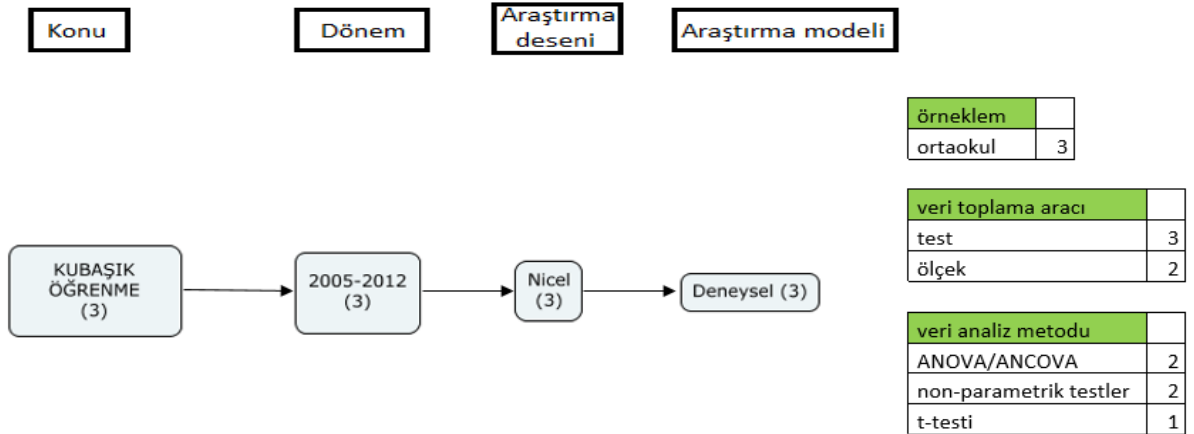 Konu
Dönem
Araştırma
deseni
Araştırma modeli
KUBAŞIK
ÖĞRENME
(3)
2005-2012
(3)
Nicel
(3)
Deneysel (3)
örneklem
ortaokul 3
veri toplama aracı
test 3
ölçek 2
veri analiz metodu
ANOVA/ANCOVA 2
non-parametrik testler 2
t-testi 1